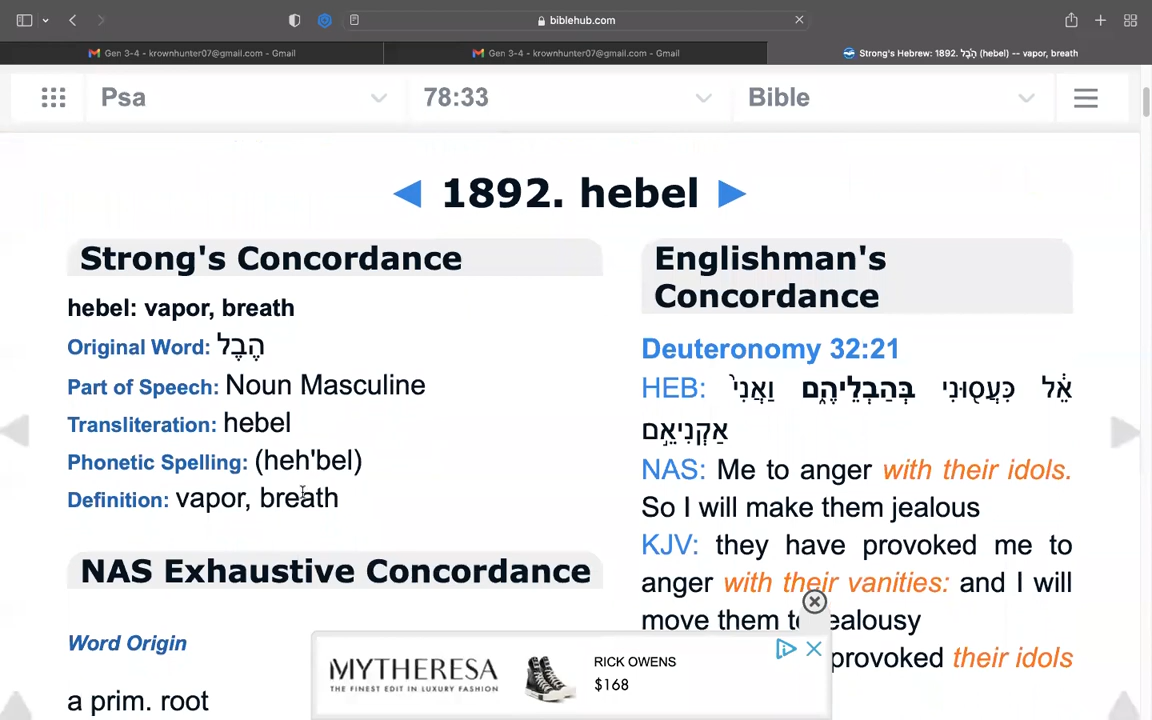 biblehub.com
Gen 3-4 - krownhunter07@gmail.com - Gmail
Gen 3-4 - krownhunter07@gmail.com - Gmail
Strong's Hebrew: 1892. הֶ֫בֶל (hebel) -- vapor, breath
Psa
78:33
Bible
1892. hebel
Strong's Concordance
hebel: vapor, breath
Original Word: הֶבֶל
Part of Speech: Noun Masculine
Transliteration: hebel
Phonetic Spelling: (heh'bel)
Definition: vapor, breath
NAS Exhaustive Concordance
Word Origin
a prim. root
Englishman's
Concordance
Deuteronomy 32:21
HEB: אֵ֔ל כִּעֲס֖וּנִי בְּהַבְלֵיהֶ֑ם וַאֲנִי֙
אַקְנִיאֵ֣ם
NAS: Me to anger with their idols.
So I will make them jealous
KJV: they have provoked me to
anger with their vanities: and I will
move them to jealousy
provoked their idols
MYTHERESA
THE FINEST EDIT IN LUXURY FASHION
RICK OWENS
$168